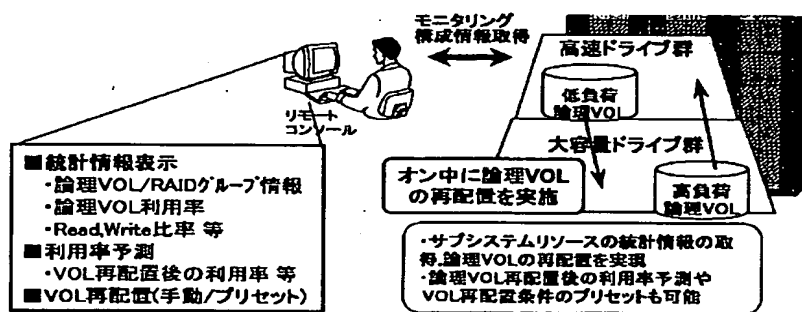 モニタリング
構成情報取得
高速ドライブ群
低負荷
論理VOL
リモート
コンソール
大容量ドライブ群
オン中に論理VOL
の再配置を実施
高負荷
論理VOL
■統計情報表示
・論理VOL/RAIDグループ情報
・論理VOL利用率
・Read,Write比率 等
■利用率予測
・VOL再配置後の利用率 等
■VOL再配置(手動/プリセット)
・サブシステムリソースの統計情報の取
得,論理VOLの再配置を実現
・論理VOL再配置後の利用率予測や
VOL再配置条件のプリセットも可能